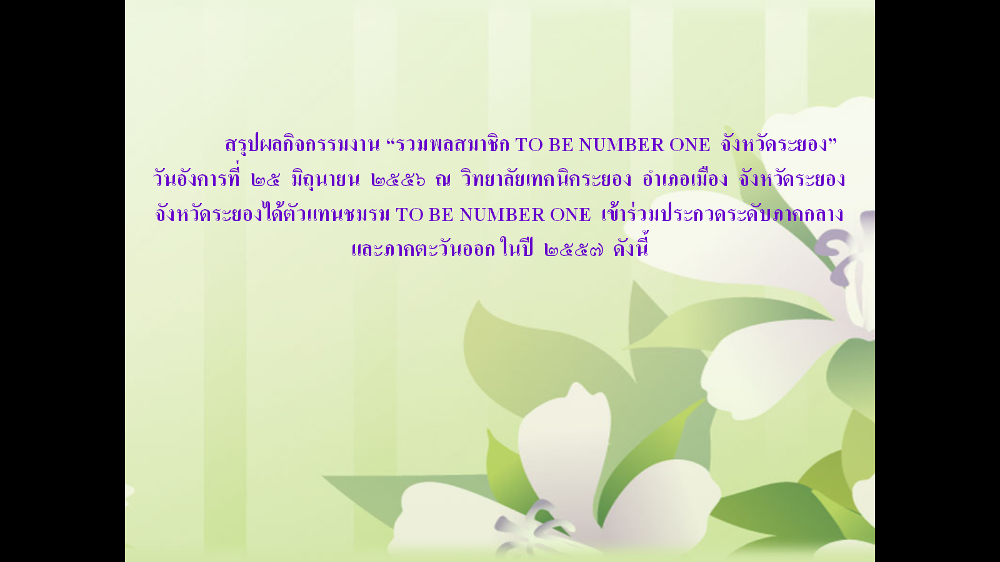 สรุปผลกิจกรรมงาน “รวมพลสมาชิก TO BE NUMBER ONE จังหวัดระยอง”
วันอังคารที่ ๒๕ มิถุนายน ๒๕๕๖ ณ วิทยาลัยเทคนิคระยอง อำเภอเมือง จังหวัดระยอง
จังหวัดระยองได้ตัวแทนชมรม TO BE NUMBER ONE เข้าร่วมประกวดระดับภาคกลาง
และภาคตะวันออก ในปี ๒๕๕๗ ดังนี้